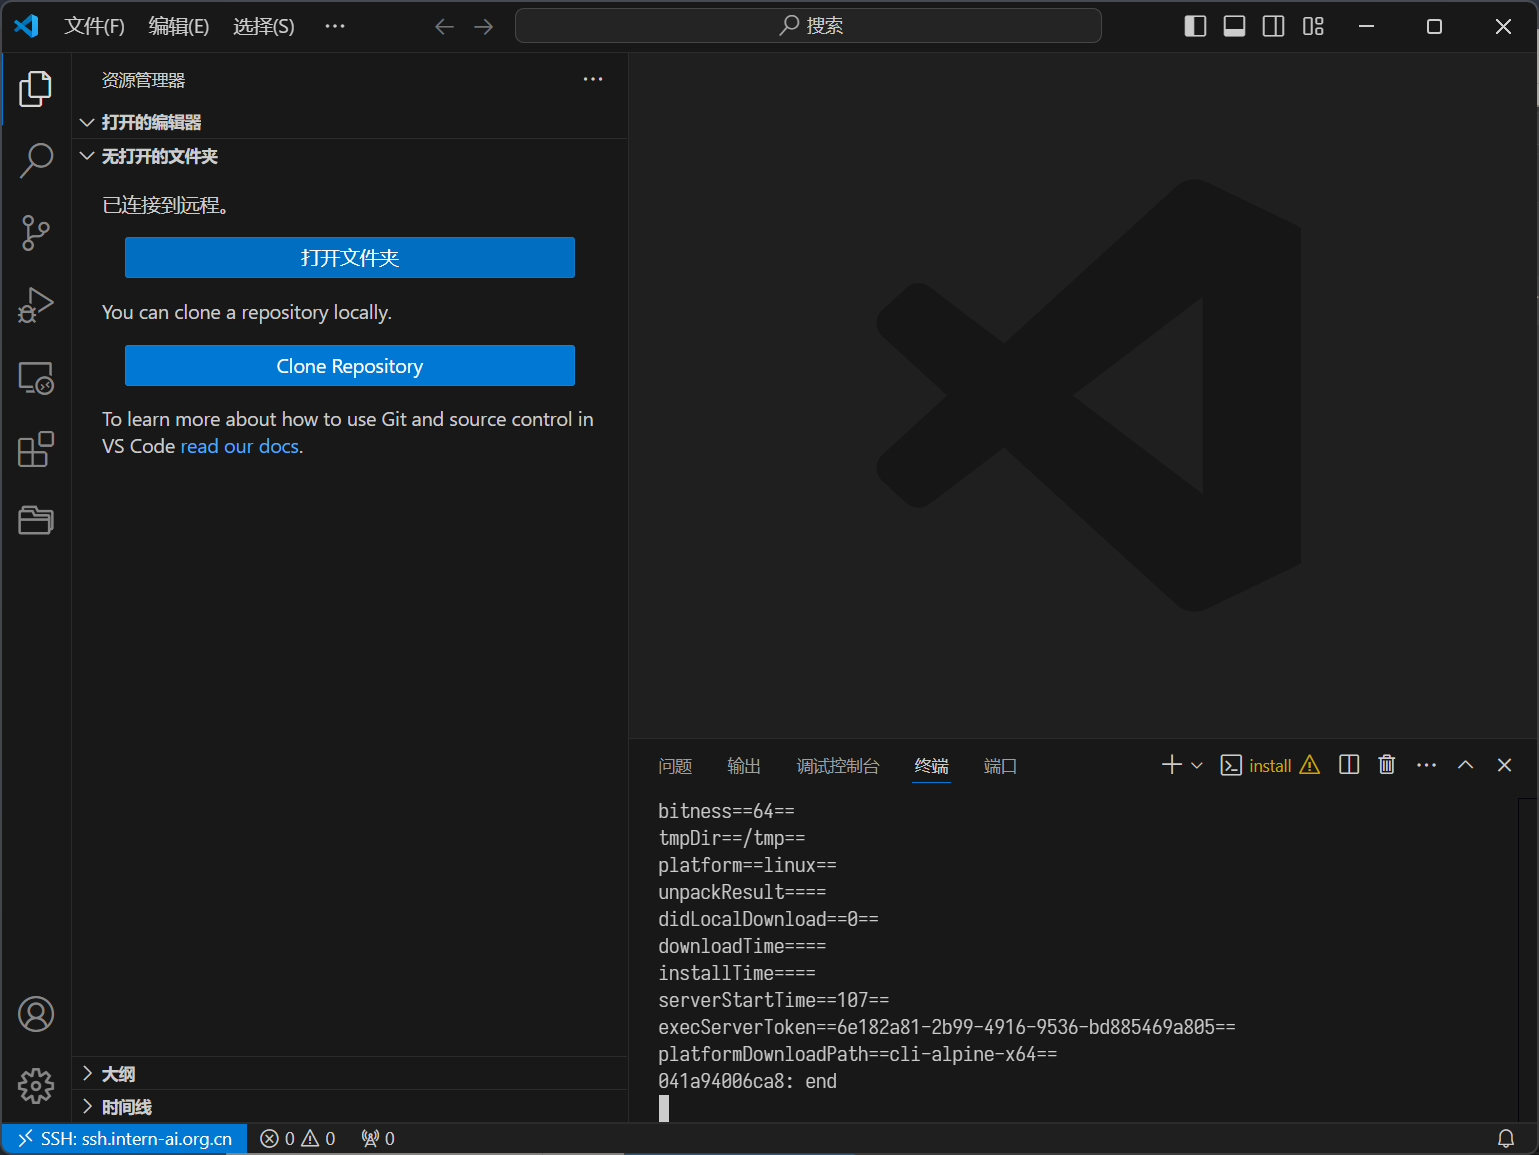 文件(F) 编辑(E) 选择(S) ··· 搜索
资源管理器
打开的编辑器
无打开的文件夹
已连接到远程。
打开文件夹
You can clone a repository locally.
Clone Repository
To learn more about how to use Git and source control in
VS Code read our docs.
大纲
时间线
问题 输出 调试控制台 终端 端口 install
bitness==64==
tmpDir==/tmp==
platform==linux==
unpackResult====
didLocalDownload==0==
downloadTime====
installTime====
serverStartTime==107==
execServerToken==6e182a81-2b99-4916-9536-bd885469a805==
platformDownloadPath==cli-alpine-x64==
041a94006ca8: end
SSH: ssh.intern-ai.org.cn 0 0 0